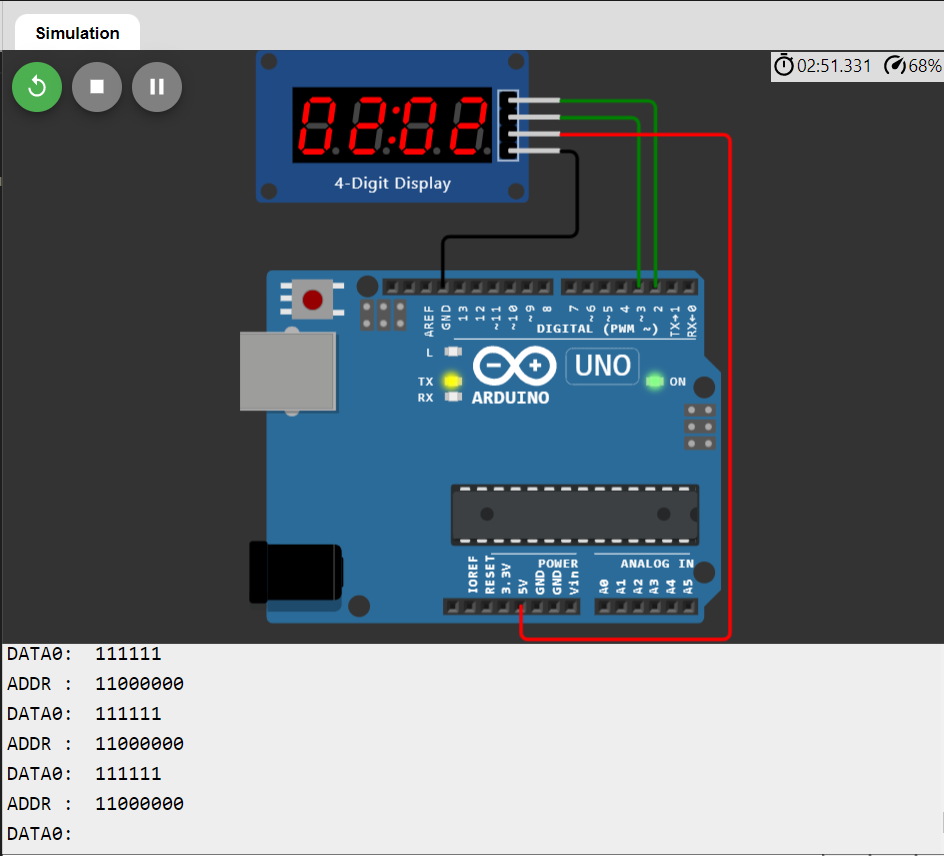 Simulation
02:51.331 68%
02:02
4-Digit Display
AREF
GND
13
12
~11
~10
~9
8
7
~6
~5
4
~3
2
TX→1
RX←0
DIGITAL (PWM ~)
L
TX
RX
UNO
ON
ARDUINO
POWER
ANALOG IN
IOREF
RESET
3.3V
5V
GND
GND
Vin
A0
A1
A2
A3
A4
A5
DATA0: 111111
ADDR : 11000000
DATA0: 111111
ADDR : 11000000
DATA0: 111111
ADDR : 11000000
DATA0: